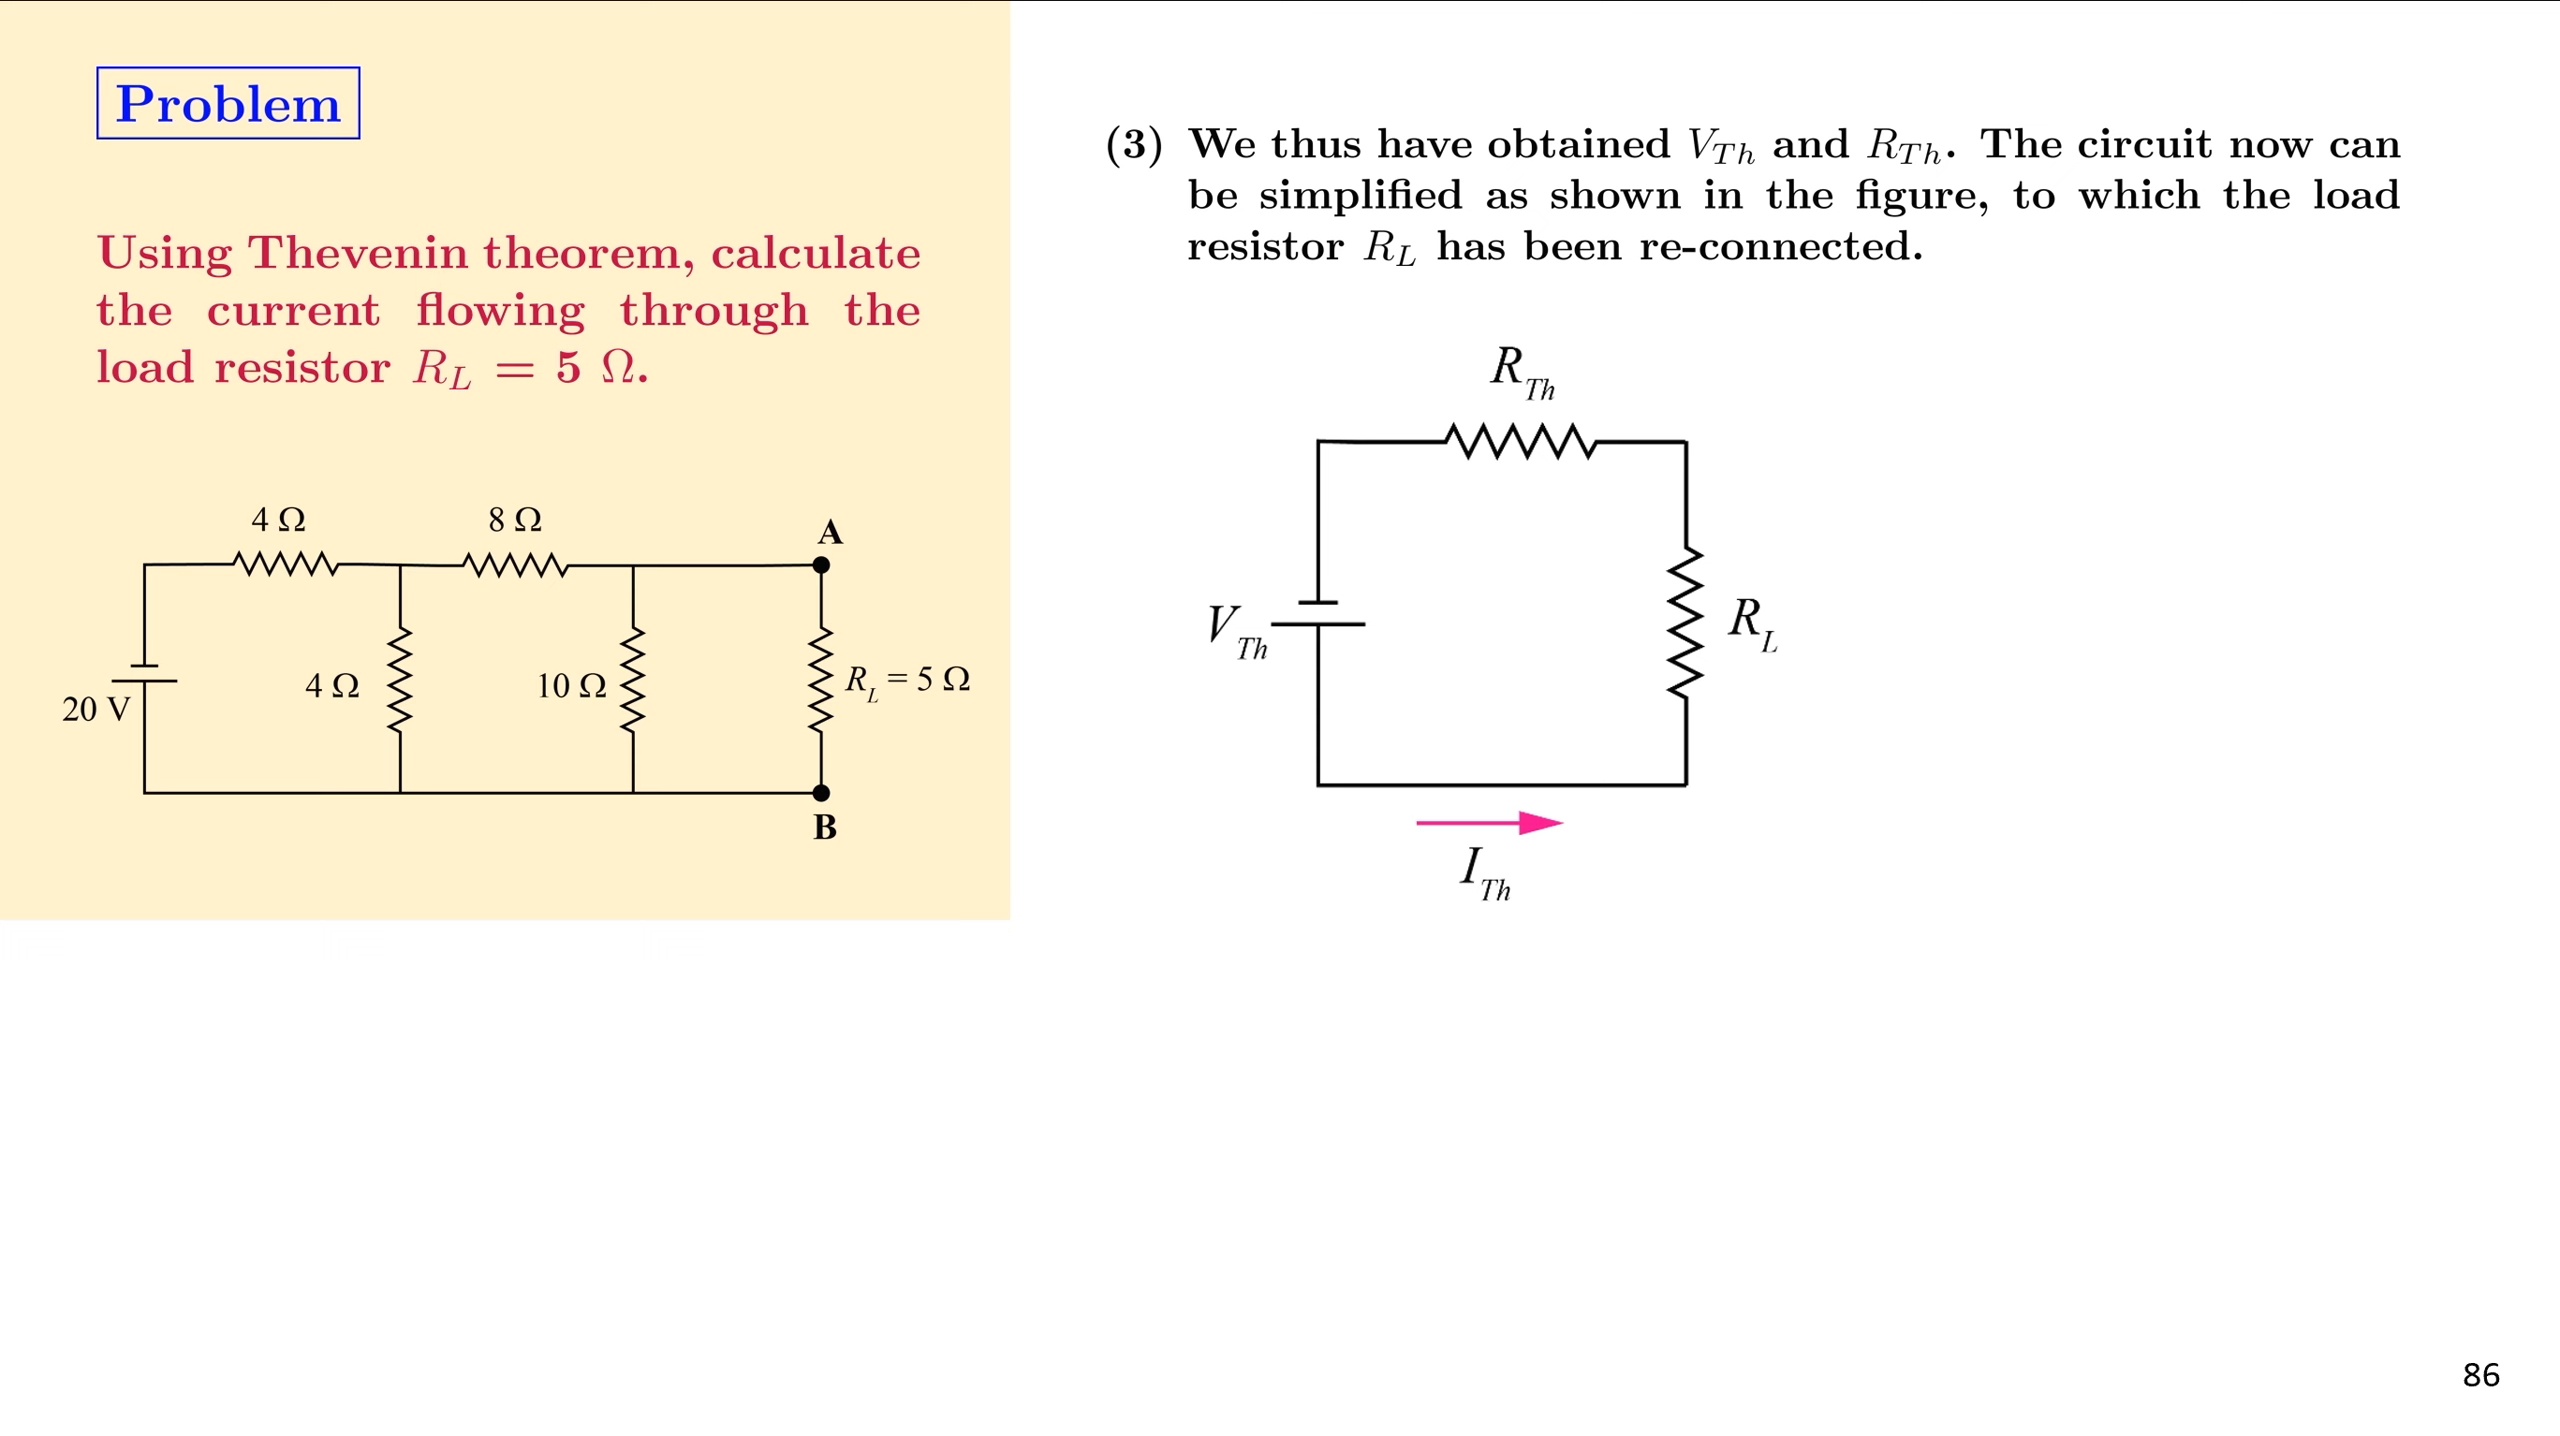 Problem
Using Thevenin theorem, calculate
the current flowing through the
load resistor R_L = 5 Ω.
4 Ω
8 Ω
A
4 Ω
10 Ω
R_L = 5 Ω
20 V
B
(3) We thus have obtained V_Th and R_Th. The circuit now can
be simplified as shown in the figure, to which the load
resistor R_L has been re-connected.
R_Th
V_Th
R_L
I_Th
86